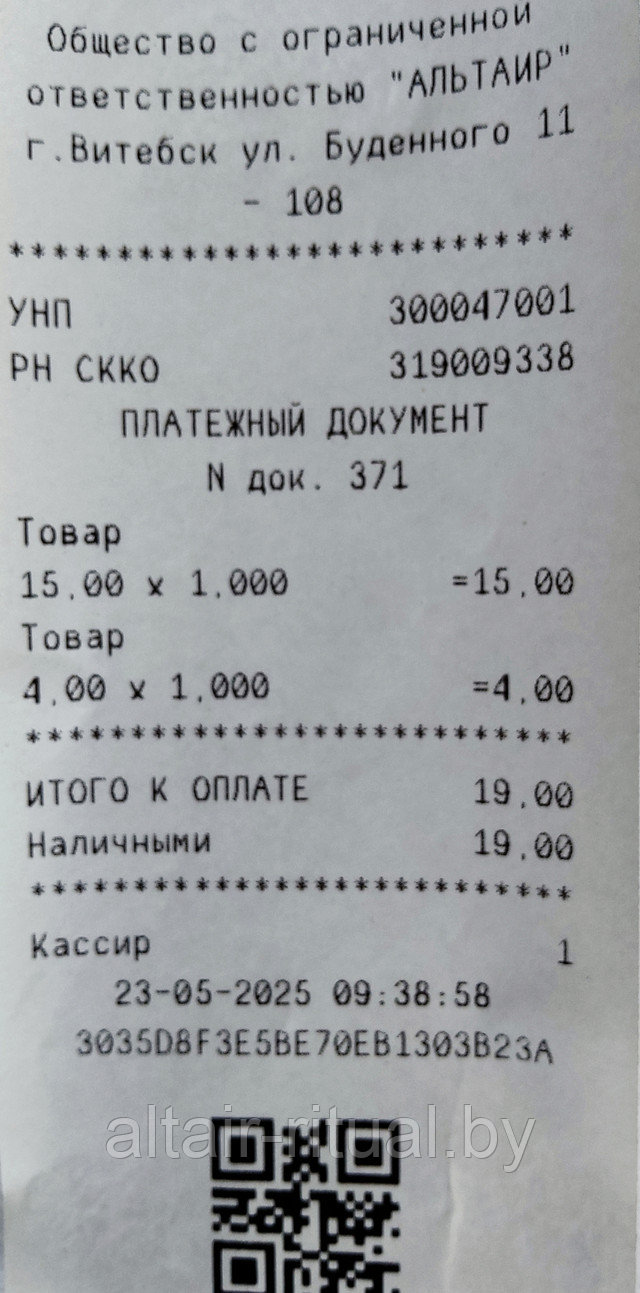 Общество с ограниченной
ответственностью "АЛЬТАИР"
г.Витебск ул. Буденного 11
- 108
***************************
УНП 300047001
РН СККО 319009338
ПЛАТЕЖНЫЙ ДОКУМЕНТ
N док. 371
Товар
15.00 x 1.000 =15.00
Товар
4.00 x 1.000 =4.00
***************************
ИТОГО К ОПЛАТЕ 19.00
Наличными 19.00
***************************
Кассир 1
23-05-2025 09:38:58
3035D8F3E5BE70EB1303B23A
altair-ritual.by